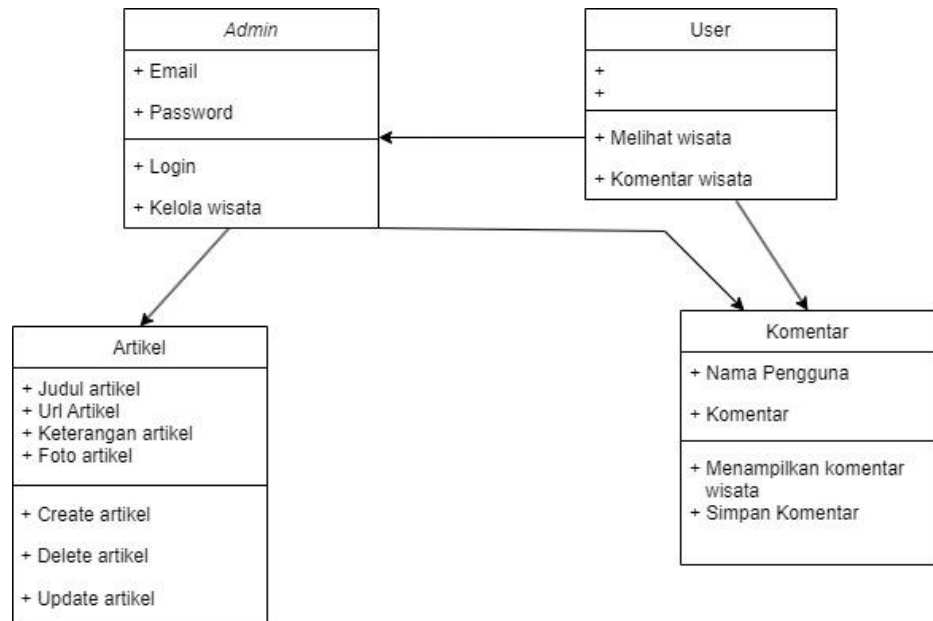 Admin
+ Email
+ Password
+ Login
+ Kelola wisata
User
+
+
+ Melihat wisata
+ Komentar wisata
Artikel
+ Judul artikel
+ Url Artikel
+ Keterangan artikel
+ Foto artikel
+ Create artikel
+ Delete artikel
+ Update artikel
Komentar
+ Nama Pengguna
+ Komentar
+ Menampilkan komentar
wisata
+ Simpan Komentar